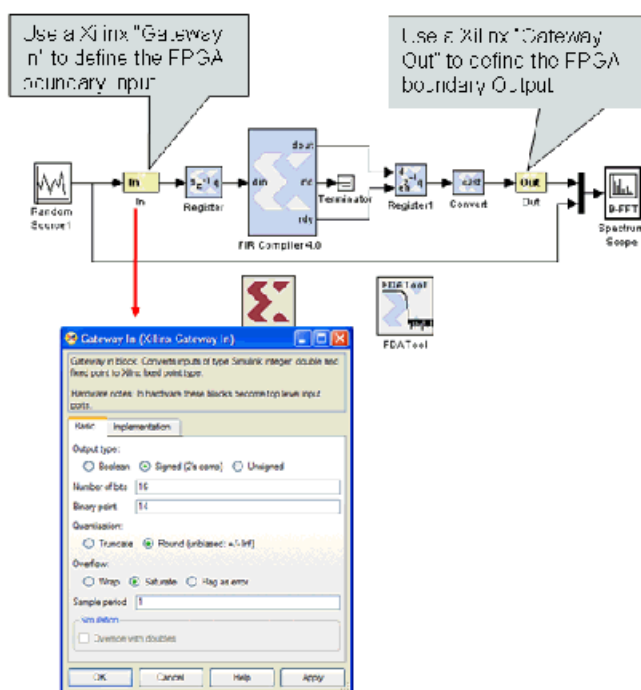 Use a Xilinx "Gateway
In" to define the FPGA
boundary Input
Use a Xilinx "Gateway
Out" to define the FPGA
boundary Output
In
Out
dout
din
rfd
rdy
Random
Source1
In
Register
FIR Compiler 4.0
Terminator
Register1
Convert
Out
B-FFT
Spectrum
Scope
FDATool
FDATool
Gateway In (Xilinx Gateway In)
Gateway In block: Converts inputs of type Simulink integer, double and
fixed point to Xilinx fixed point type.
Hardware notes: In hardware these blocks become top level input
ports.
Basic
Implementation
Output type:
Boolean Signed (2's comp) Unsigned
Number of bits 16
Binary point 14
Quantization:
Truncate Round (unbiased: +/- Inf)
Overflow:
Wrap Saturate Flag as error
Sample period 1
Simulation
Override with doubles
OK Cancel Help Apply